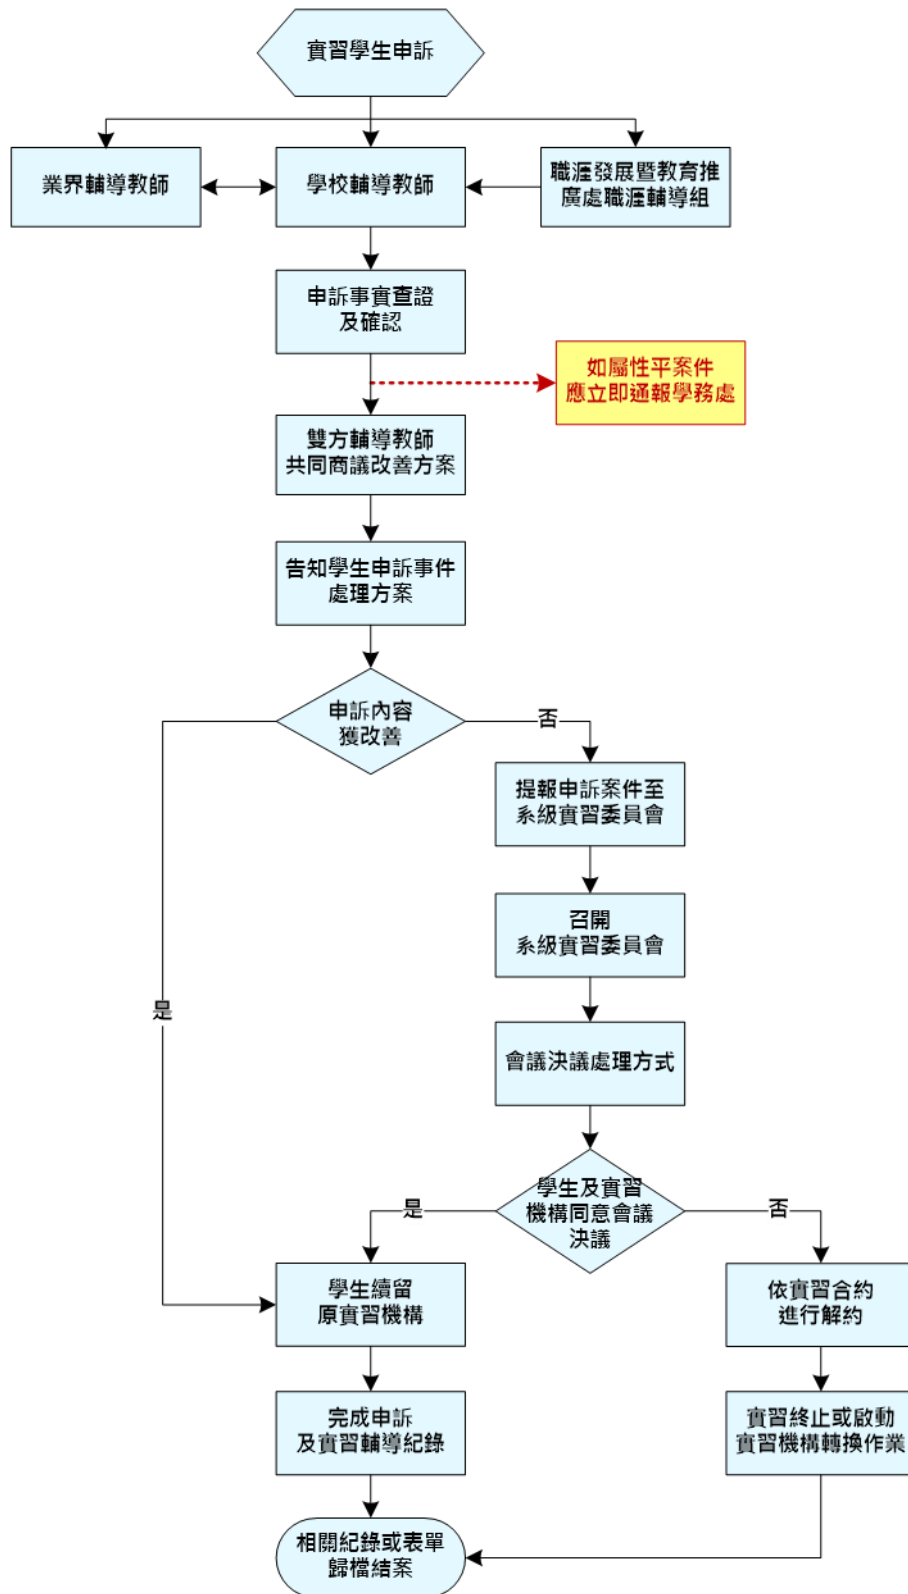 實習學生申訴
業界輔導教師
學校輔導教師
職涯發展暨教育推
廣處職涯輔導組
申訴事實查證
及確認
如屬性平案件
應立即通報學務處
雙方輔導教師
共同商議改善方案
告知學生申訴事件
處理方案
申訴內容
獲改善
否
提報申訴案件至
系級實習委員會
召開
系級實習委員會
是
會議決議處理方式
學生及實習
機構同意會議
決議
是
否
學生續留
原實習機構
依實習合約
進行解約
完成申訴
及實習輔導紀錄
實習終止或啟動
實習機構轉換作業
相關紀錄或表單
歸檔結案